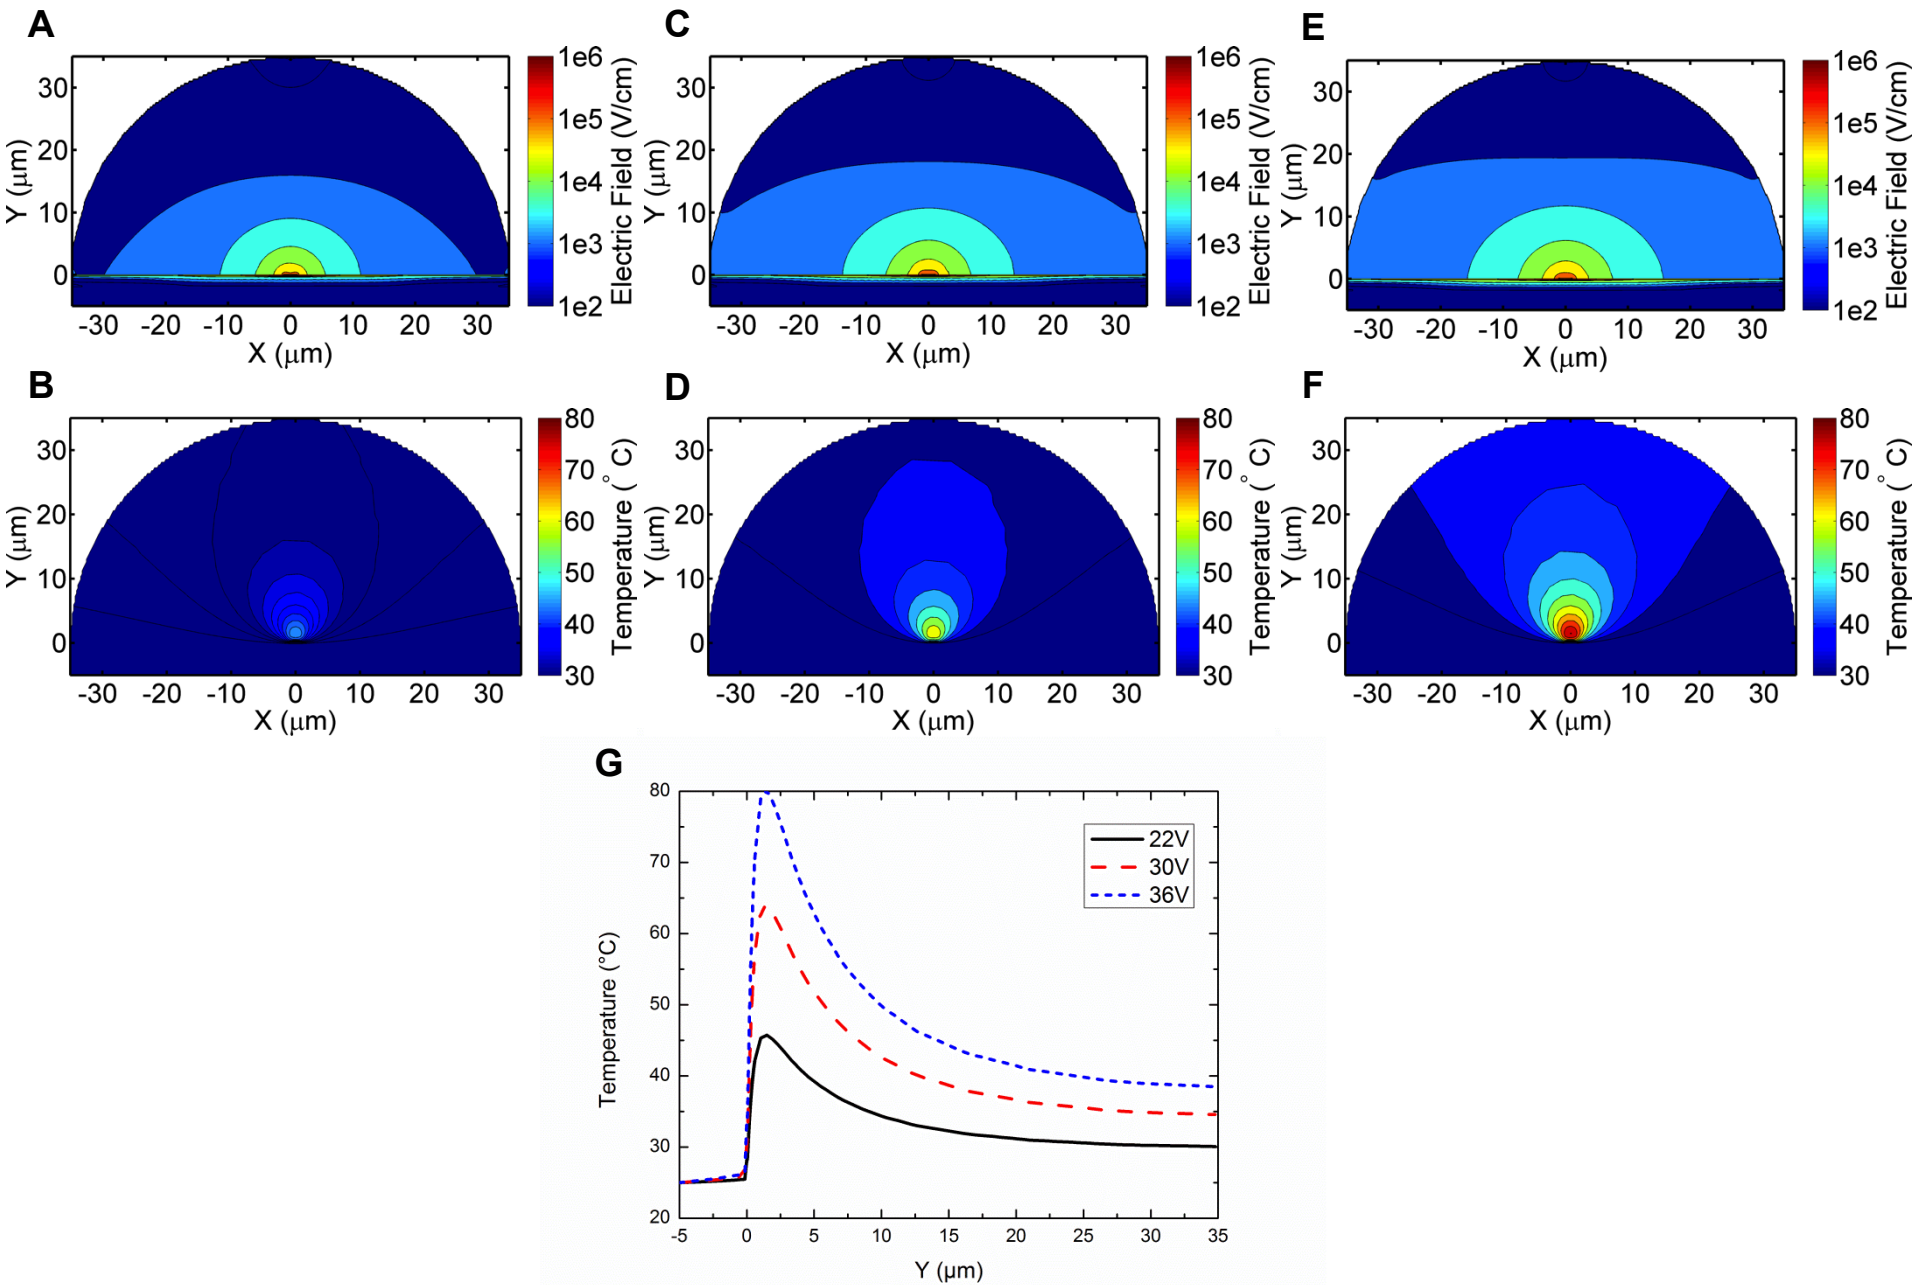 A
C
E
30
20
10
0
Y (μm)
-30 -20 -10 0 10 20 30
X (μm)
1e6
1e5
1e4
1e3
1e2
Electric Field (V/cm)
30
20
10
0
Y (μm)
-30 -20 -10 0 10 20 30
X (μm)
1e6
1e5
1e4
1e3
1e2
Electric Field (V/cm)
30
20
10
0
Y (μm)
-30 -20 -10 0 10 20 30
X (μm)
1e6
1e5
1e4
1e3
1e2
Electric Field (V/cm)
B
D
F
30
20
10
0
Y (μm)
-30 -20 -10 0 10 20 30
X (μm)
80
70
60
50
40
30
Temperature (° C)
30
20
10
0
Y (μm)
-30 -20 -10 0 10 20 30
X (μm)
80
70
60
50
40
30
Temperature (° C)
30
20
10
0
Y (μm)
-30 -20 -10 0 10 20 30
X (μm)
80
70
60
50
40
30
Temperature (° C)
G
80
70
60
50
40
30
20
Temperature (°C)
22V
30V
36V
-5 0 5 10 15 20 25 30 35
Y (μm)